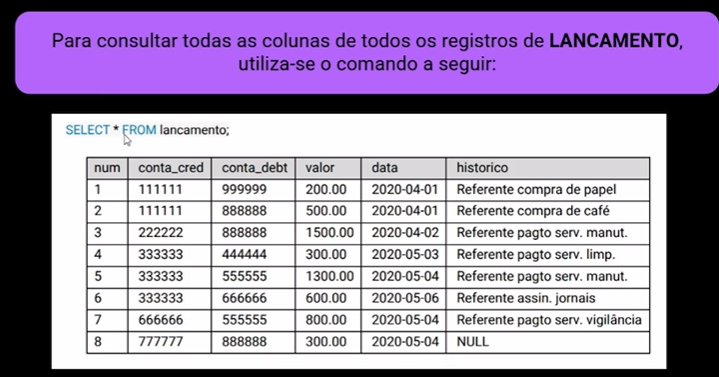 Para consultar todas as colunas de todos os registros de LANCAMENTO,
utiliza-se o comando a seguir:
SELECT * FROM lancamento;
num conta_cred conta_debt valor data historico
1 111111 999999 200.00 2020-04-01 Referente compra de papel
2 111111 888888 500.00 2020-04-01 Referente compra de café
3 222222 888888 1500.00 2020-04-02 Referente pagto serv. manut.
4 333333 444444 300.00 2020-05-03 Referente pagto serv. limp.
5 333333 555555 1300.00 2020-05-04 Referente pagto serv. manut.
6 333333 666666 600.00 2020-05-06 Referente assin. jornais
7 666666 555555 800.00 2020-05-04 Referente pagto serv. vigilância
8 777777 888888 300.00 2020-05-04 NULL